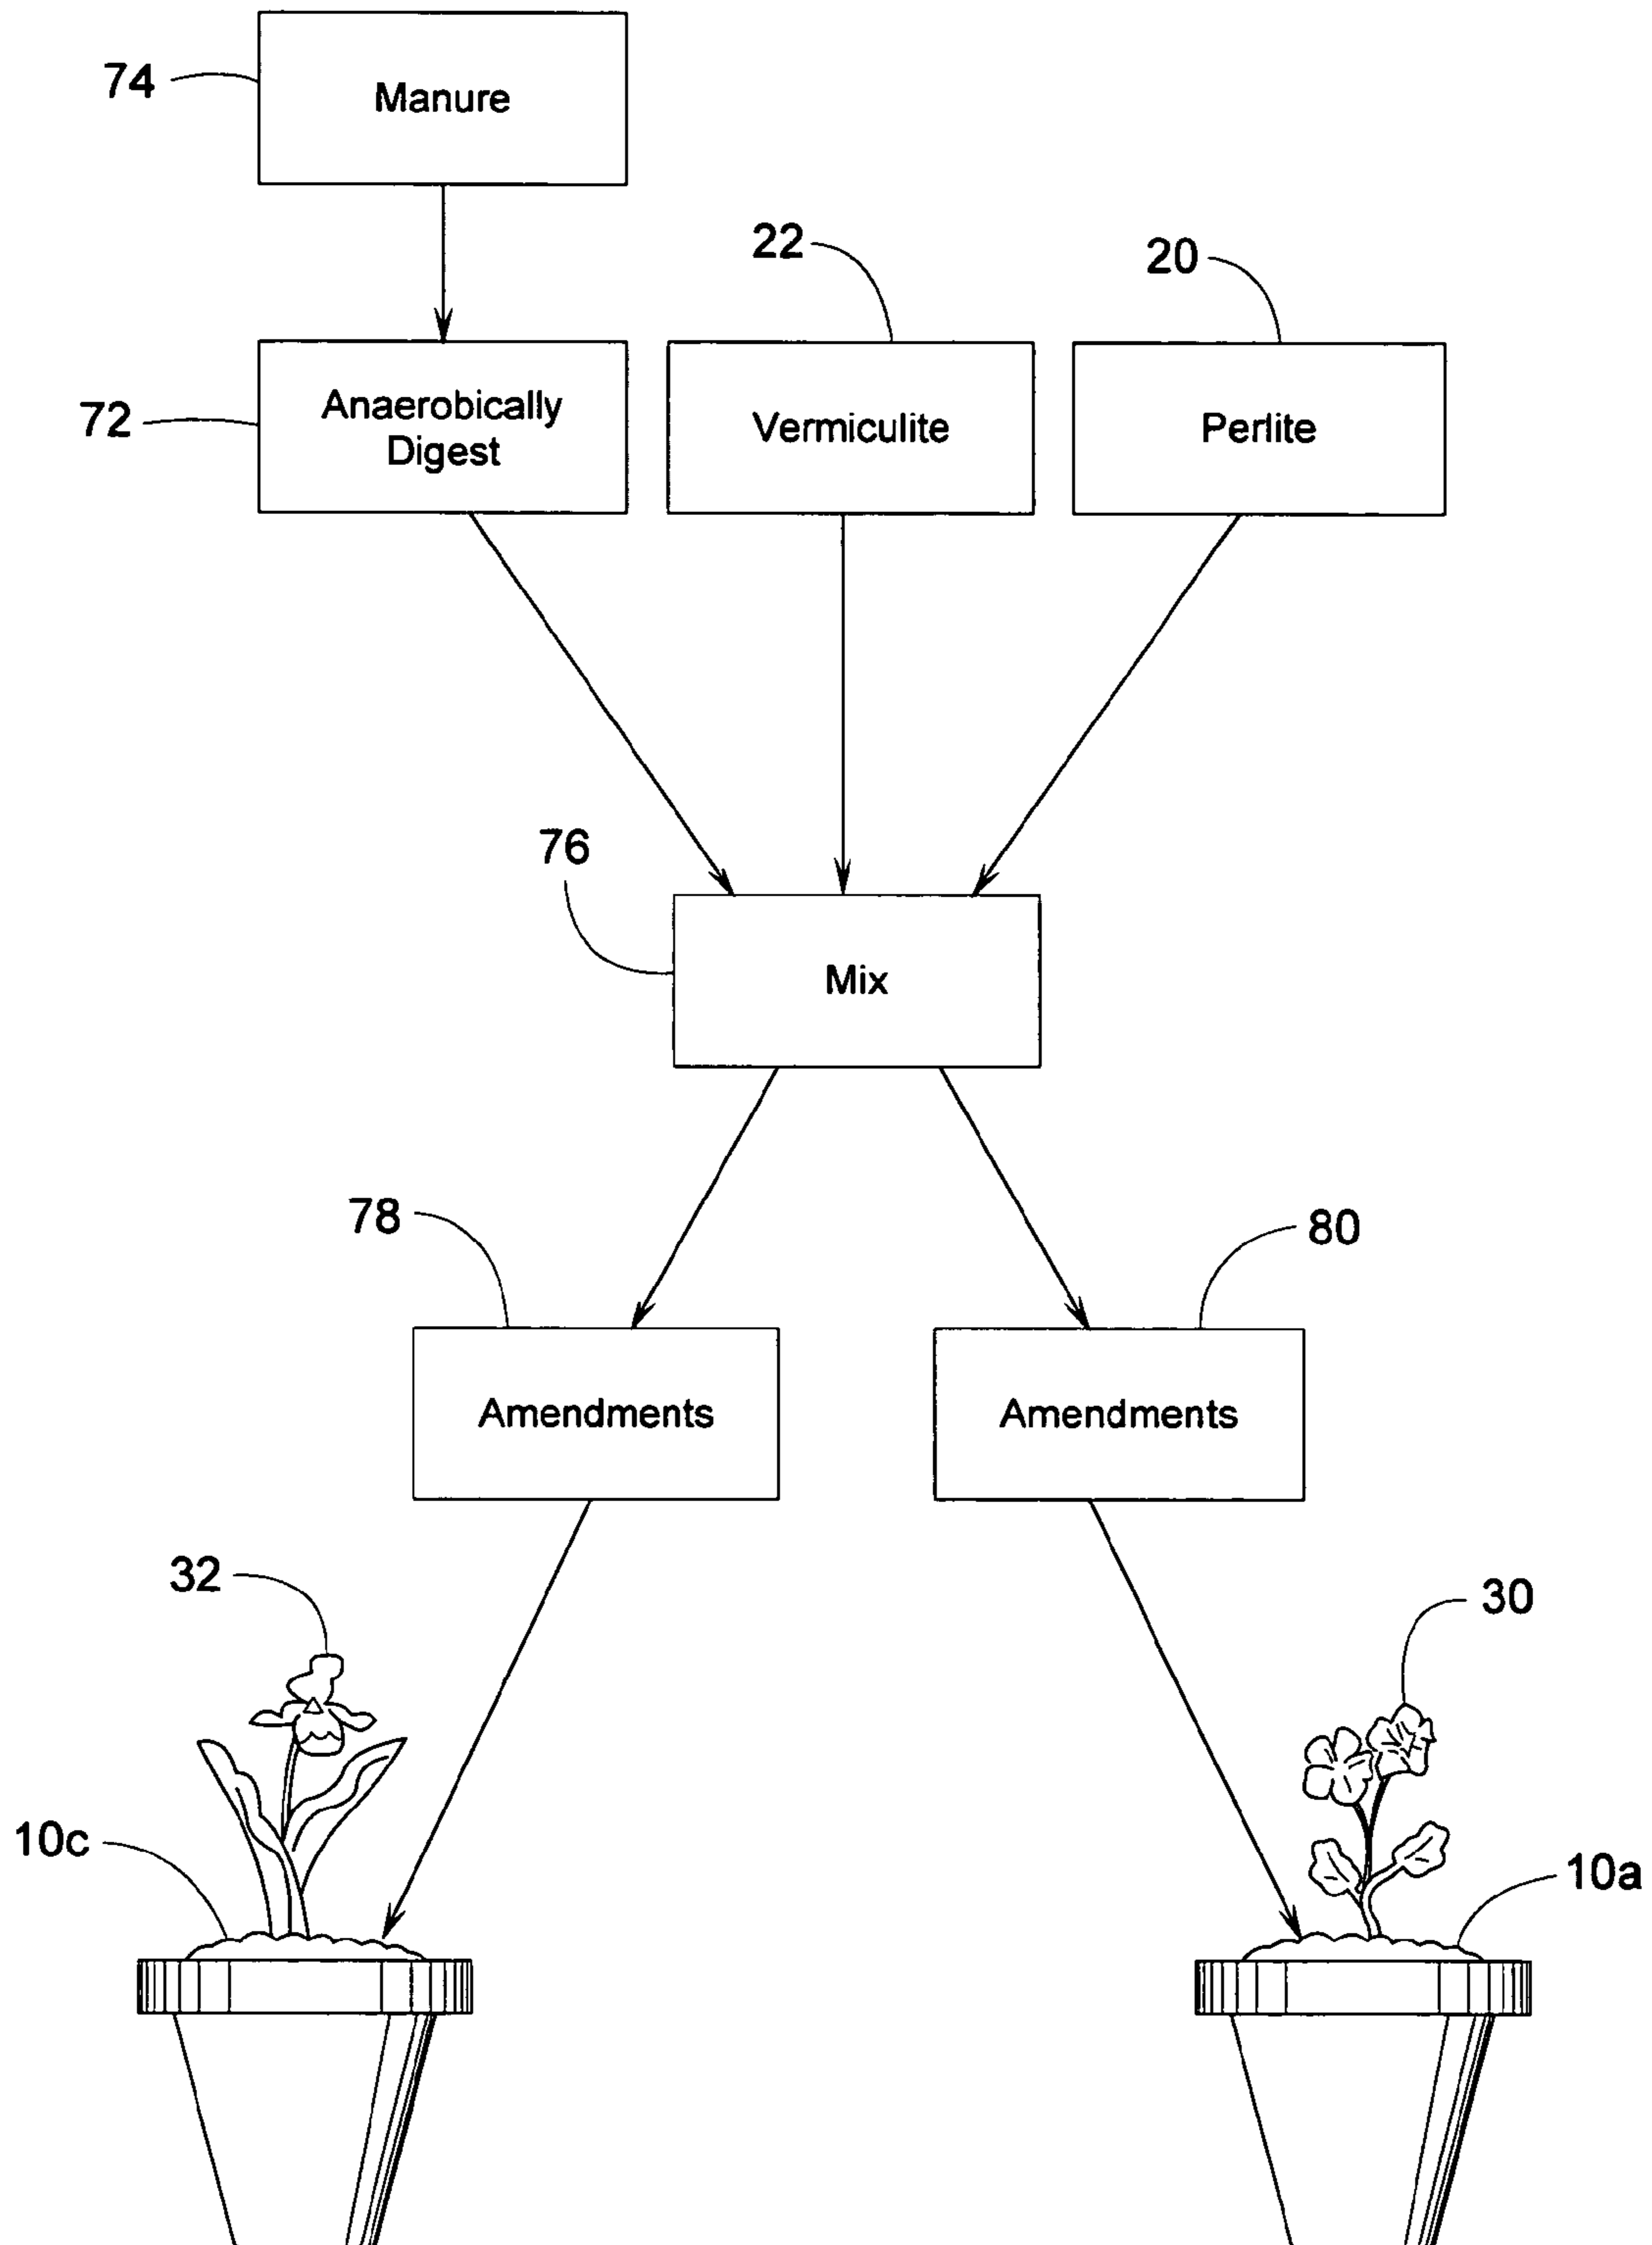 74
Manure
22
20
72
Anaerobically
Digest
Vermiculite
Perlite
76
Mix
78
80
Amendments
Amendments
32
30
10c
10a